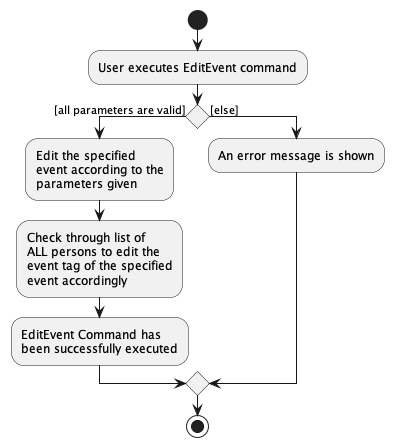 User executes EditEvent command
[all parameters are valid]
[else]
Edit the specified
event according to the
parameters given
An error message is shown
Check through list of
ALL persons to edit the
event tag of the specified
event accordingly
EditEvent Command has
been successfully executed